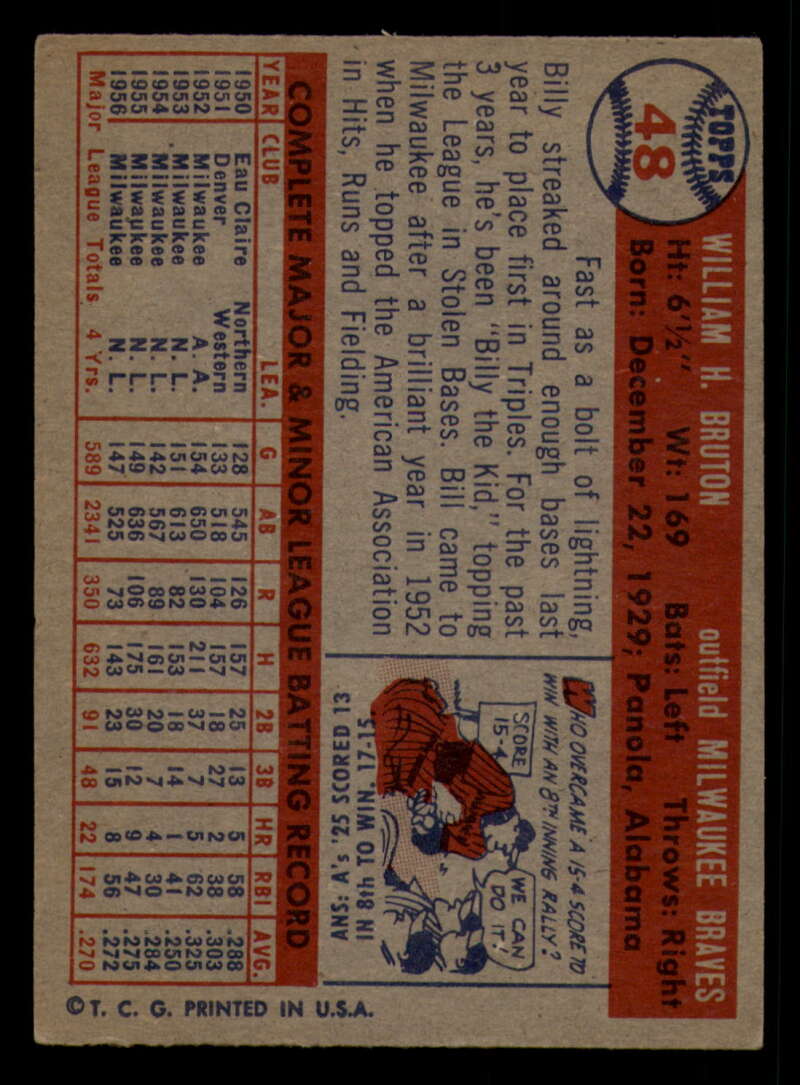 TOPPS
48
WILLIAM H. BRUTON
outfield MILWAUKEE BRAVES
Ht: 6'½" Wt: 169 Bats: Left Throws: Right
Born: December 22, 1929; Panola, Alabama
Fast as a bolt of lightning,
Billy streaked around enough bases last
year to place first in Triples. For the past
3 years, he's been "Billy the Kid," topping
the League in Stolen Bases. Bill came to
Milwaukee after a brilliant year in 1952
when he topped the American Association
in Hits, Runs and Fielding.
WHO OVERCAME A 15-4 SCORE TO
WIN WITH AN 8TH INNING RALLY?
SCORE
15-4
WE CAN
DO IT!
ANS: A's '25 SCORED 13
IN 8th TO WIN, 17-15
COMPLETE MAJOR & MINOR LEAGUE BATTING RECORD
YEAR CLUB LEA. G AB R H 2B 3B HR RBI AVG.
1950 Eau Claire Northern 128 545 126 157 25 13 5 58 .288
1951 Denver Western 133 518 104 157 18 27 2 38 .303
1952 Milwaukee A. A. 154 650 130 211 37 7 5 62 .325
1953 Milwaukee N. L. 151 613 82 153 18 14 1 41 .250
1954 Milwaukee N. L. 142 567 89 161 20 7 4 30 .284
1955 Milwaukee N. L. 149 636 106 175 30 12 9 47 .275
1956 Milwaukee N. L. 147 525 73 143 23 15 8 56 .272
Major League Totals 4 Yrs. 589 2341 350 632 91 48 22 174 .270
© T. C. G. PRINTED IN U.S.A.